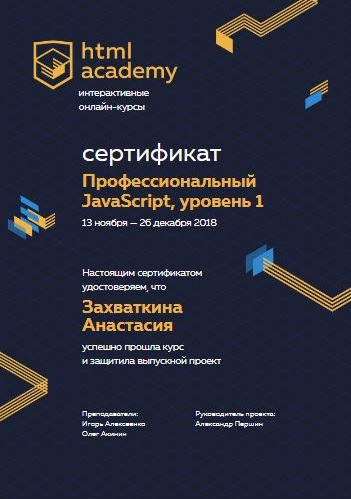 html
academy
интерактивные
онлайн-курсы
сертификат
Профессиональный
JavaScript, уровень 1
13 ноября — 26 декабря 2018
Настоящим сертификатом
удостоверяем, что
Захваткина
Анастасия
успешно прошла курс
и защитила выпускной проект
Преподаватели:
Игорь Алексеенко
Олег Акинин
Руководитель проекта:
Александр Першин